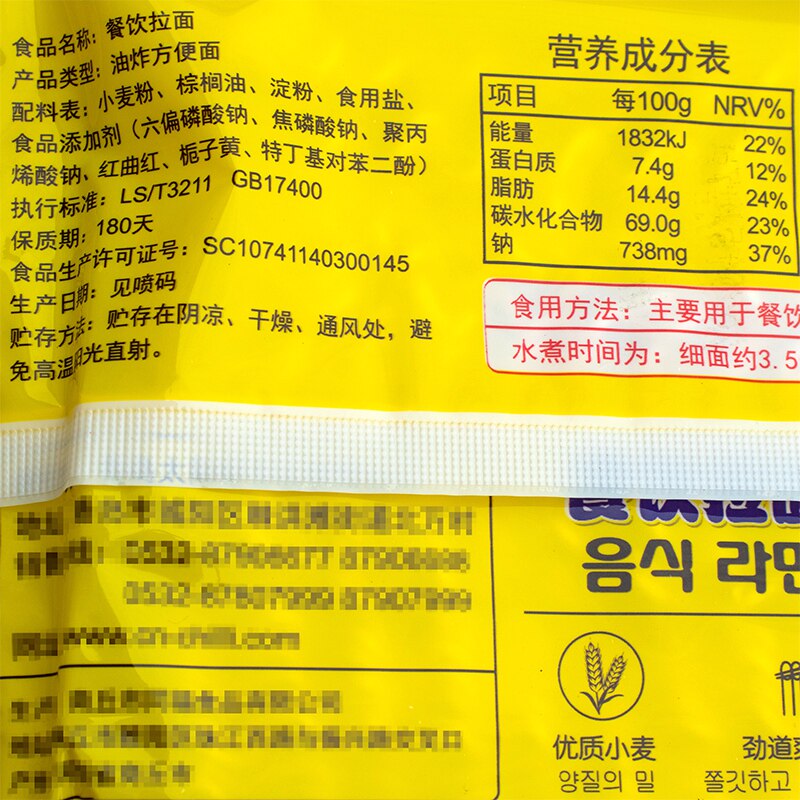 食品名称：餐饮拉面
产品类型：油炸方便面
配料表：小麦粉、棕榈油、淀粉、食用盐、
食品添加剂（六偏磷酸钠、焦磷酸钠、聚丙
烯酸钠、红曲红、栀子黄、特丁基对苯二酚）
执行标准：LS/T3211 GB17400
保质期：180天
食品生产许可证号：SC10741140300145
生产日期：见喷码
贮存方法：贮存在阴凉、干燥、通风处，避
免高温阳光直射。
营养成分表
项目 每100g NRV%
能量 1832kJ 22%
蛋白质 7.4g 12%
脂肪 14.4g 24%
碳水化合物 69.0g 23%
钠 738mg 37%
食用方法：主要用于餐饮
水煮时间为：细面约3.5
餐饮拉面
음식 라면
优质小麦
양질의 밀
劲道爽
쫄깃하고